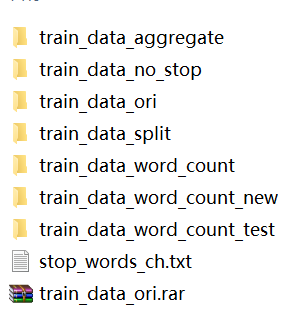 train_data_aggregate
train_data_no_stop
train_data_ori
train_data_split
train_data_word_count
train_data_word_count_new
train_data_word_count_test
stop_words_ch.txt
train_data_ori.rar